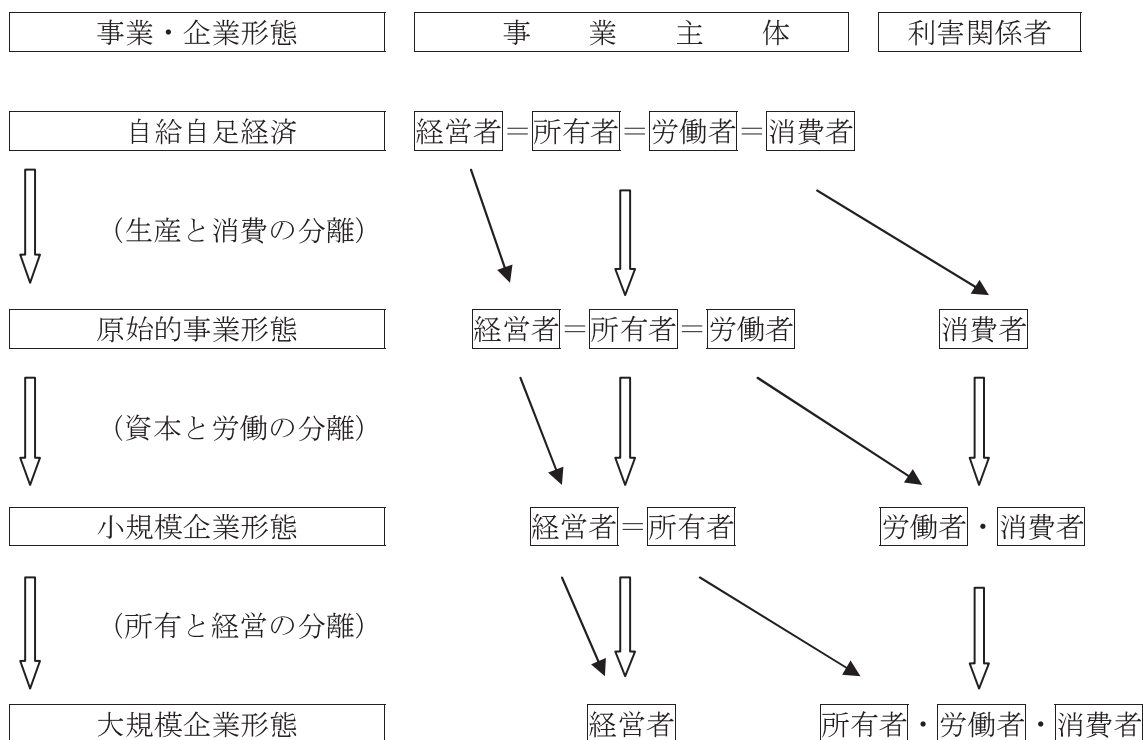 事業・企業形態 事業主体 利害関係者
自給自足経済 経営者=所有者=労働者=消費者
(生産と消費の分離)
原始的事業形態 経営者=所有者=労働者 消費者
(資本と労働の分離)
小規模企業形態 経営者=所有者 労働者・消費者
(所有と経営の分離)
大規模企業形態 経営者 所有者・労働者・消費者